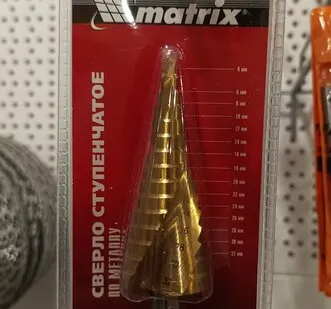 matrix
СВЕРЛО СТУПЕНЧАТОЕ
ПО МЕТАЛЛУ
4 мм
6 мм
8 мм
10 мм
12 мм
14 мм
16 мм
18 мм
20 мм
22 мм
24 мм
26 мм
28 мм
30 мм
32 мм